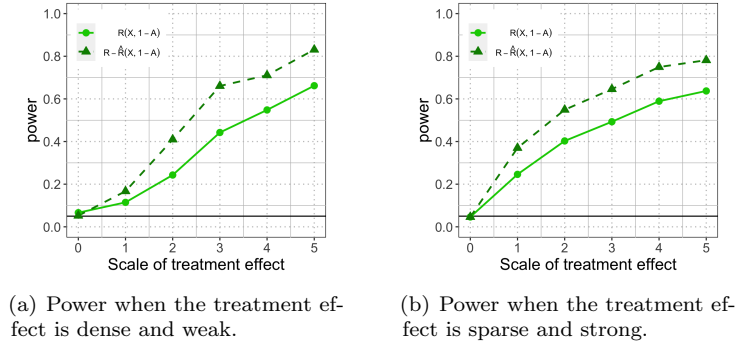 1.0
0.8
0.6
0.4
0.2
0.0
power
R(X, 1 − A)
R − R̂(X, 1 − A)
0 1 2 3 4 5
Scale of treatment effect
(a) Power when the treatment ef-
fect is dense and weak.
1.0
0.8
0.6
0.4
0.2
0.0
power
R(X, 1 − A)
R − R̂(X, 1 − A)
0 1 2 3 4 5
Scale of treatment effect
(b) Power when the treatment ef-
fect is sparse and strong.